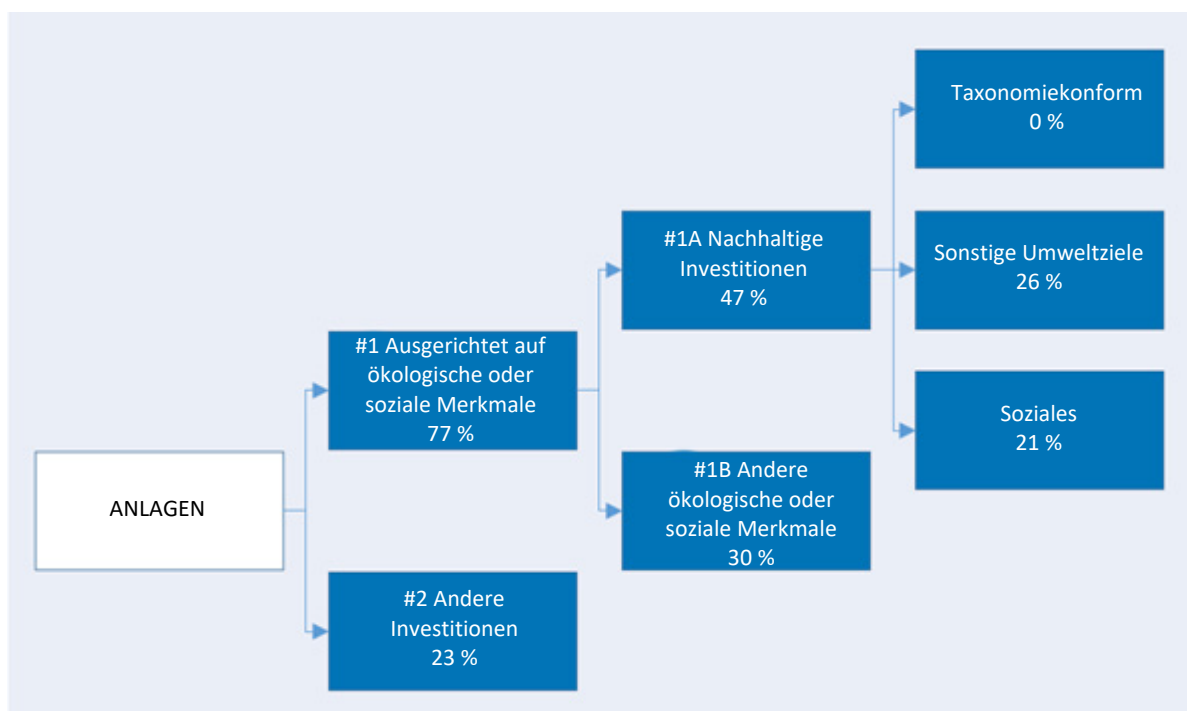 ANLAGEN
#1 Ausgerichtet auf
ökologische oder
soziale Merkmale
77 %
#2 Andere
Investitionen
23 %
#1A Nachhaltige
Investitionen
47 %
#1B Andere
ökologische oder
soziale Merkmale
30 %
Taxonomiekonform
0 %
Sonstige Umweltziele
26 %
Soziales
21 %